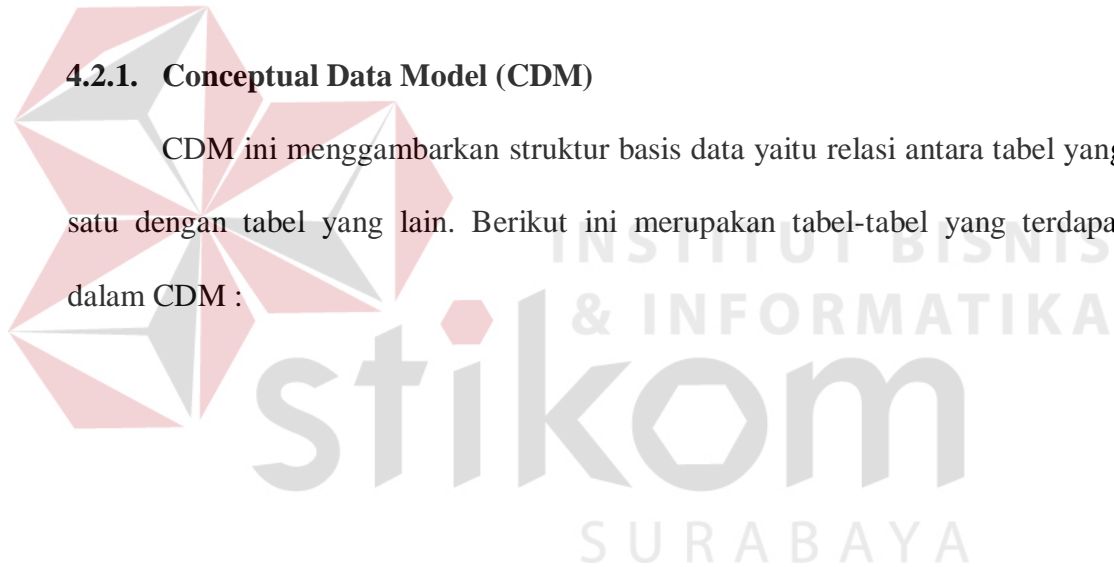 4.2.1. Conceptual Data Model (CDM)
CDM ini menggambarkan struktur basis data yaitu relasi antara tabel yang
satu dengan tabel yang lain. Berikut ini merupakan tabel-tabel yang terdapa
dalam CDM :
INSTITUT BISNIS
& INFORMATIKA
stikom
SURABAYA